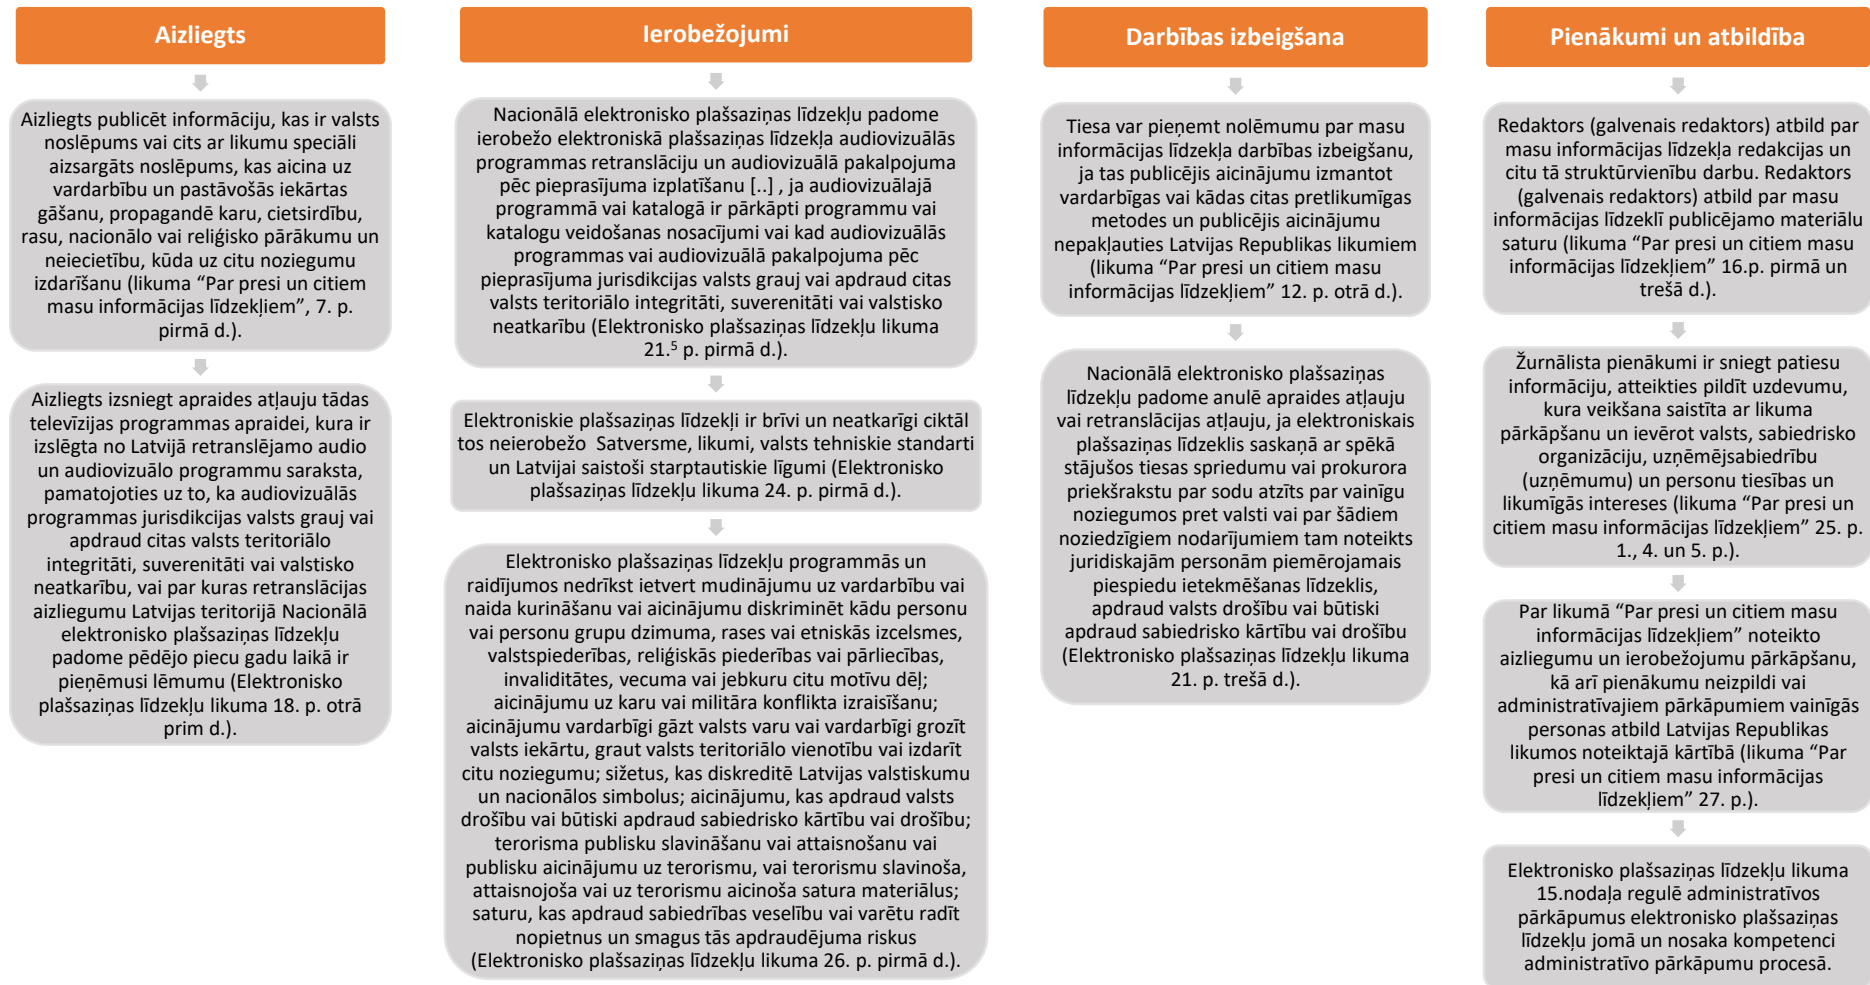 Aizliegts
Aizliegts publicēt informāciju, kas ir valsts
noslēpums vai cits ar likumu speciāli
aizsargāts noslēpums, kas aicina uz
vardarbību un pastāvošās iekārtas
gāšanu, propagandē karu, cietsirdību,
rasu, nacionālo vai reliģisko pārākumu un
neiecietību, kūda uz citu noziegumu
izdarīšanu (likuma “Par presi un citiem
masu informācijas līdzekļiem”, 7. p.
pirmā d.).
Aizliegts izsniegt apraides atļauju tādas
televīzijas programmas apraidei, kura ir
izslēgta no Latvijā retranslējamo audio
un audiovizuālo programmu saraksta,
pamatojoties uz to, ka audiovizuālās
programmas jurisdikcijas valsts grauj vai
apdraud citas valsts teritoriālo
integritāti, suverenitāti vai valstisko
neatkarību, vai par kuras retranslācijas
aizliegumu Latvijas teritorijā Nacionālā
elektronisko plašsaziņas līdzekļu
padome pēdējo piecu gadu laikā ir
pieņēmusi lēmumu (Elektronisko
plašsaziņas līdzekļu likuma 18. p. otrā
prim d.).
Ierobežojumi
Nacionālā elektronisko plašsaziņas līdzekļu padome
ierobežo elektroniskā plašsaziņas līdzekļa audiovizuālās
programmas retranslāciju un audiovizuālā pakalpojuma
pēc pieprasījuma izplatīšanu [..] , ja audiovizuālajā
programmā vai katalogā ir pārkāpti programmu vai
katalogu veidošanas nosacījumi vai kad audiovizuālās
programmas vai audiovizuālā pakalpojuma pēc
pieprasījuma jurisdikcijas valsts grauj vai apdraud citas
valsts teritoriālo integritāti, suverenitāti vai valstisko
neatkarību (Elektronisko plašsaziņas līdzekļu likuma
21.⁵ p. pirmā d.).
Elektroniskie plašsaziņas līdzekļi ir brīvi un neatkarīgi ciktāl
tos neierobežo Satversme, likumi, valsts tehniskie standarti
un Latvijai saistoši starptautiskie līgumi (Elektronisko
plašsaziņas līdzekļu likuma 24. p. pirmā d.).
Elektronisko plašsaziņas līdzekļu programmās un
raidījumos nedrīkst ietvert mudinājumu uz vardarbību vai
naida kurināšanu vai aicinājumu diskriminēt kādu personu
vai personu grupu dzimuma, rases vai etniskās izcelsmes,
valstspiederības, reliģiskās piederības vai pārliecības,
invaliditātes, vecuma vai jebkuru citu motīvu dēļ;
aicinājumu uz karu vai militāra konflikta izraisīšanu;
aicinājumu vardarbīgi gāzt valsts varu vai vardarbīgi grozīt
valsts iekārtu, graut valsts teritoriālo vienotību vai izdarīt
citu noziegumu; sižetus, kas diskreditē Latvijas valstiskumu
un nacionālos simbolus; aicinājumu, kas apdraud valsts
drošību vai būtiski apdraud sabiedrisko kārtību vai drošību;
terorisma publisku slavināšanu vai attaisnošanu vai
publisku aicinājumu uz terorismu, vai terorismu slavinoša,
attaisnojoša vai uz terorismu aicinoša satura materiālus;
saturu, kas apdraud sabiedrības veselību vai varētu radīt
nopietnus un smagus tās apdraudējuma riskus
(Elektronisko plašsaziņas līdzekļu likuma 26. p. pirmā d.).
Darbības izbeigšana
Tiesa var pieņemt nolēmumu par masu
informācijas līdzekļa darbības izbeigšanu,
ja tas publicējis aicinājumu izmantot
vardarbīgas vai kādas citas pretlikumīgas
metodes un publicējis aicinājumu
nepakļauties Latvijas Republikas likumiem
(likuma “Par presi un citiem masu
informācijas līdzekļiem” 12. p. otrā d.).
Nacionālā elektronisko plašsaziņas
līdzekļu padome anulē apraides atļauju
vai retranslācijas atļauju, ja elektroniskais
plašsaziņas līdzeklis saskaņā ar spēkā
stājušos tiesas spriedumu vai prokurora
priekšrakstu par sodu atzīts par vainīgu
noziegumos pret valsti vai par šādiem
noziedzīgiem nodarījumiem tam noteikts
juridiskajām personām piemērojamais
piespiedu ietekmēšanas līdzeklis,
apdraud valsts drošību vai būtiski
apdraud sabiedrisko kārtību vai drošību
(Elektronisko plašsaziņas līdzekļu likuma
21. p. trešā d.).
Pienākumi un atbildība
Redaktors (galvenais redaktors) atbild par
masu informācijas līdzekļa redakcijas un
citu tā struktūrvienību darbu. Redaktors
(galvenais redaktors) atbild par masu
informācijas līdzeklī publicējamo materiālu
saturu (likuma “Par presi un citiem masu
informācijas līdzekļiem” 16.p. pirmā un
trešā d.).
Žurnālista pienākumi ir sniegt patiesu
informāciju, atteikties pildīt uzdevumu,
kura veikšana saistīta ar likuma
pārkāpšanu un ievērot valsts, sabiedrisko
organizāciju, uzņēmējsabiedrību
(uzņēmumu) un personu tiesības un
likumīgās intereses (likuma “Par presi un
citiem masu informācijas līdzekļiem” 25. p.
1., 4. un 5. p.).
Par likumā “Par presi un citiem masu
informācijas līdzekļiem” noteikto
aizliegumu un ierobežojumu pārkāpšanu,
kā arī pienākumu neizpildi vai
administratīvajiem pārkāpumiem vainīgās
personas atbild Latvijas Republikas
likumos noteiktajā kārtībā (likuma “Par
presi un citiem masu informācijas
līdzekļiem” 27. p.).
Elektronisko plašsaziņas līdzekļu likuma
15.nodaļa regulē administratīvos
pārkāpumus elektronisko plašsaziņas
līdzekļu jomā un nosaka kompetenci
administratīvo pārkāpumu procesā.